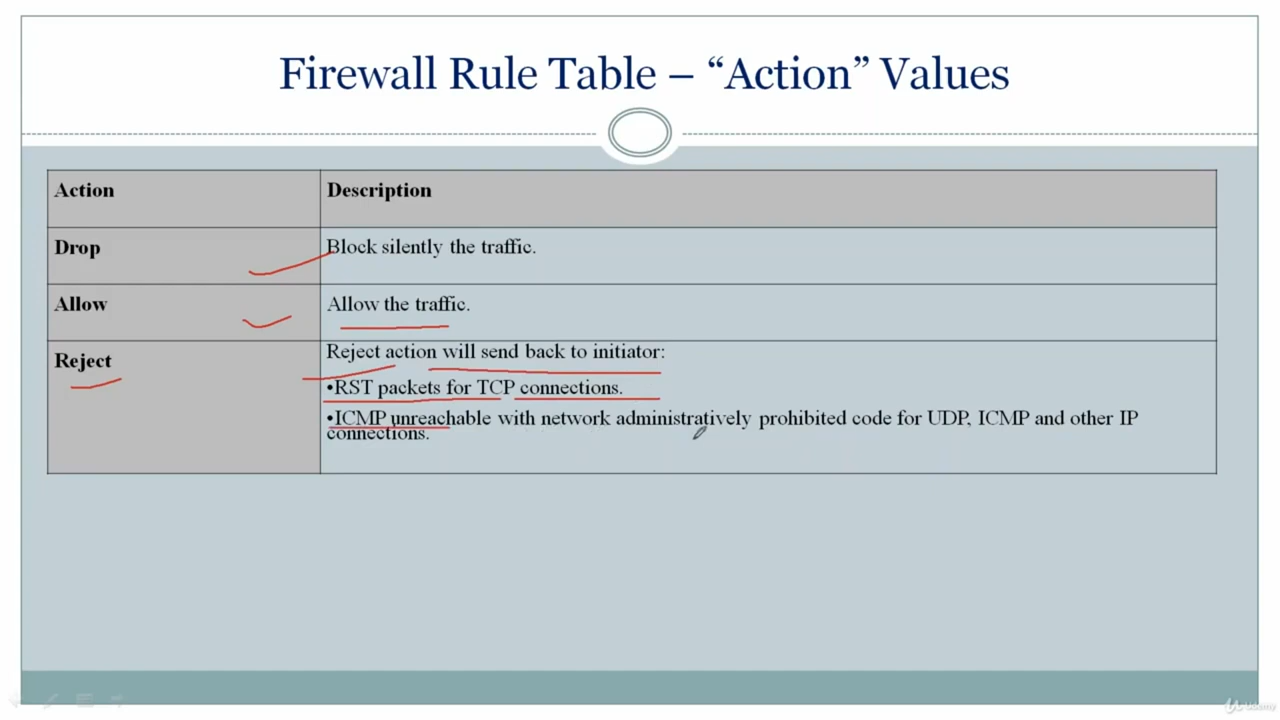 Firewall Rule Table – “Action” Values
Action
Description
Drop
Block silently the traffic.
Allow
Allow the traffic.
Reject
Reject action will send back to initiator:
•RST packets for TCP connections.
•ICMP unreachable with network administratively prohibited code for UDP, ICMP and other IP
connections.
Udemy